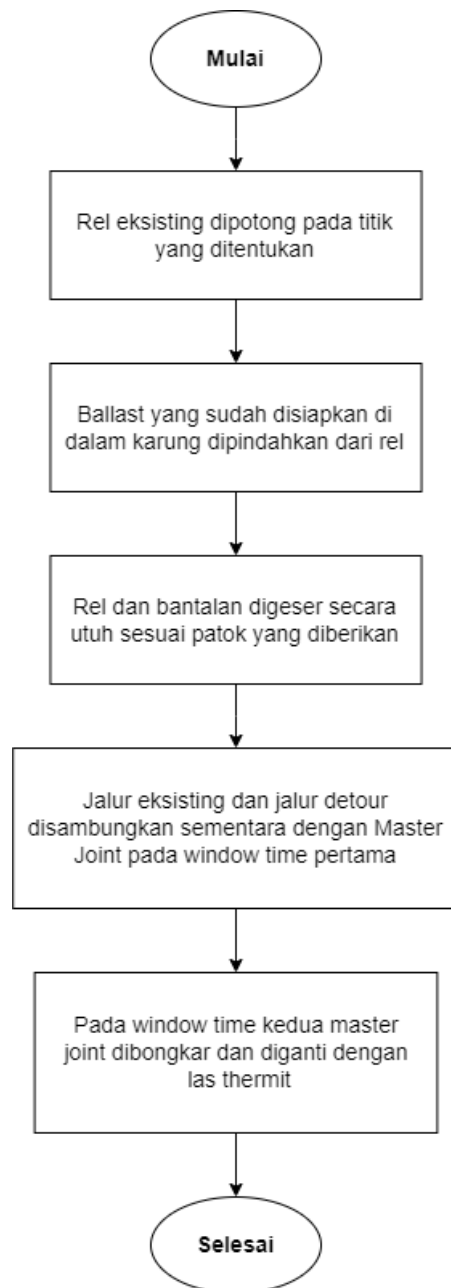 Mulai
Rel eksisting dipotong pada titik
yang ditentukan
Ballast yang sudah disiapkan di
dalam karung dipindahkan dari rel
Rel dan bantalan digeser secara
utuh sesuai patok yang diberikan
Jalur eksisting dan jalur detour
disambungkan sementara dengan Master
Joint pada window time pertama
Pada window time kedua master
joint dibongkar dan diganti dengan
las thermit
Selesai